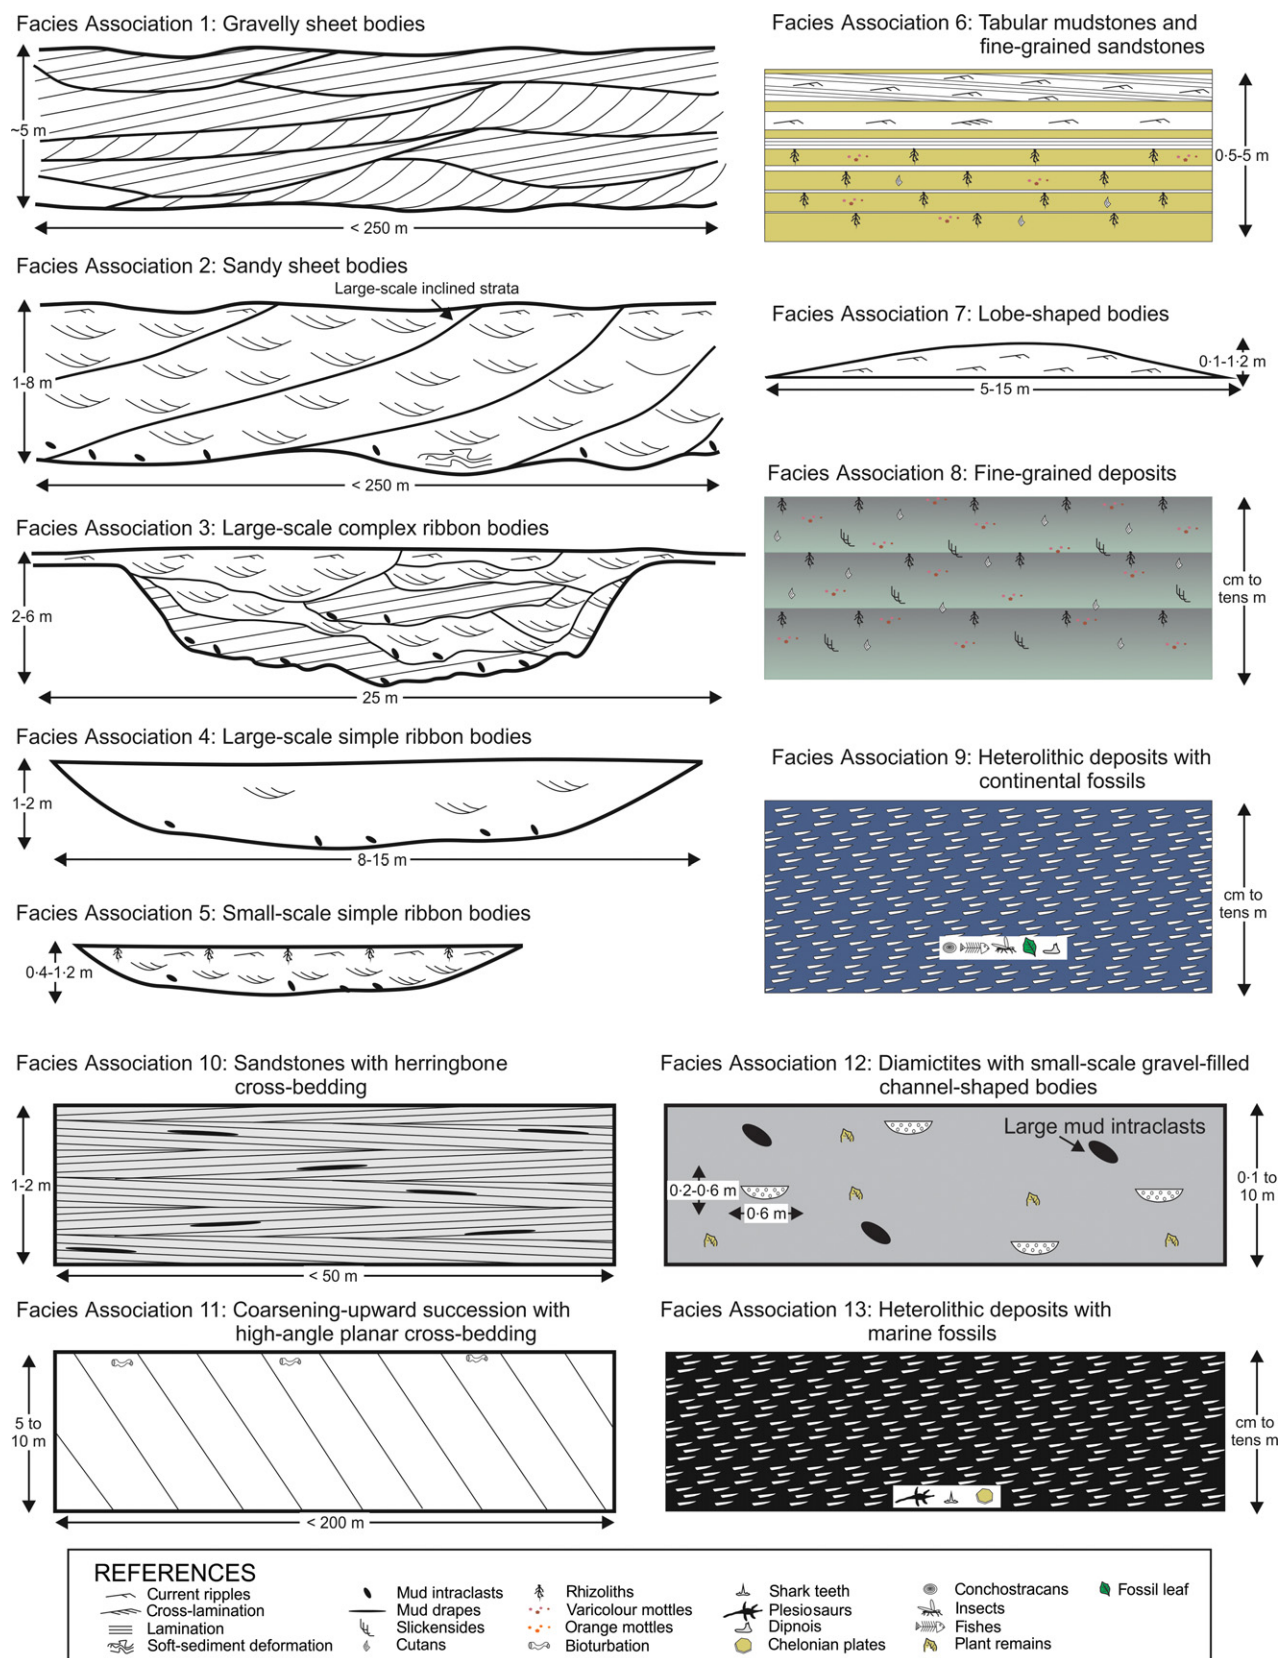 Facies Association 1: Gravelly sheet bodies
~5 m
< 250 m
Facies Association 2: Sandy sheet bodies
Large-scale inclined strata
1-8 m
< 250 m
Facies Association 3: Large-scale complex ribbon bodies
2-6 m
25 m
Facies Association 4: Large-scale simple ribbon bodies
1-2 m
8-15 m
Facies Association 5: Small-scale simple ribbon bodies
0·4-1·2 m
Facies Association 6: Tabular mudstones and
fine-grained sandstones
0·5-5 m
Facies Association 7: Lobe-shaped bodies
0·1-1·2 m
5-15 m
Facies Association 8: Fine-grained deposits
cm to
tens m
Facies Association 9: Heterolithic deposits with
continental fossils
cm to
tens m
Facies Association 10: Sandstones with herringbone
cross-bedding
1-2 m
< 50 m
Facies Association 11: Coarsening-upward succession with
high-angle planar cross-bedding
5 to
10 m
< 200 m
Facies Association 12: Diamictites with small-scale gravel-filled
channel-shaped bodies
Large mud intraclasts
0·2-0·6 m
0·6 m
0·1 to
10 m
Facies Association 13: Heterolithic deposits with
marine fossils
cm to
tens m
REFERENCES
Current ripples
Cross-lamination
Lamination
Soft-sediment deformation
Mud intraclasts
Mud drapes
Slickensides
Cutans
Rhizoliths
Varicolour mottles
Orange mottles
Bioturbation
Shark teeth
Plesiosaurs
Dipnois
Chelonian plates
Conchostracans
Insects
Fishes
Plant remains
Fossil leaf